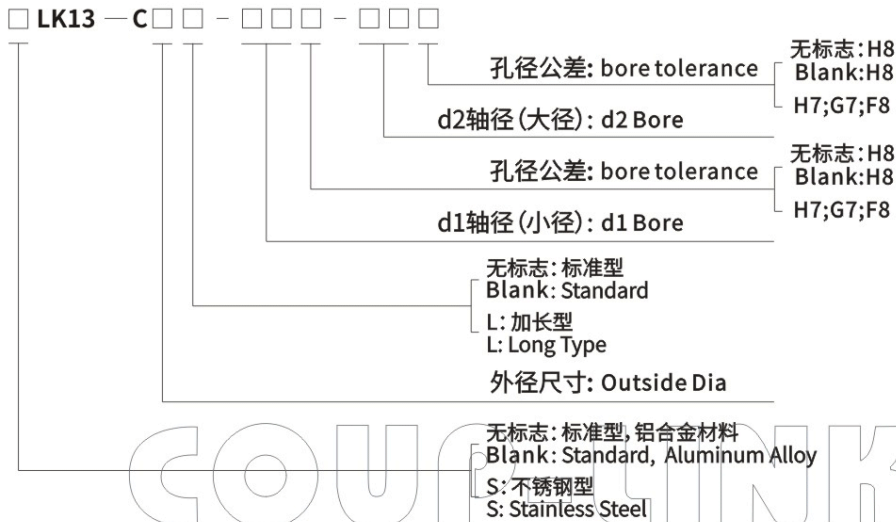 □ LK13 — C□ □ - □□□ - □□□
无标志:H8
孔径公差: bore tolerance
Blank:H8
H7;G7;F8
d2轴径(大径): d2 Bore
无标志:H8
孔径公差: bore tolerance
Blank:H8
H7;G7;F8
d1轴径(小径): d1 Bore
无标志:标准型
Blank: Standard
L: 加长型
L: Long Type
外径尺寸: Outside Dia
无标志:标准型, 铝合金材料
Blank: Standard, Aluminum Alloy
S: 不锈钢型
S: Stainless Steel
COUP-LINK